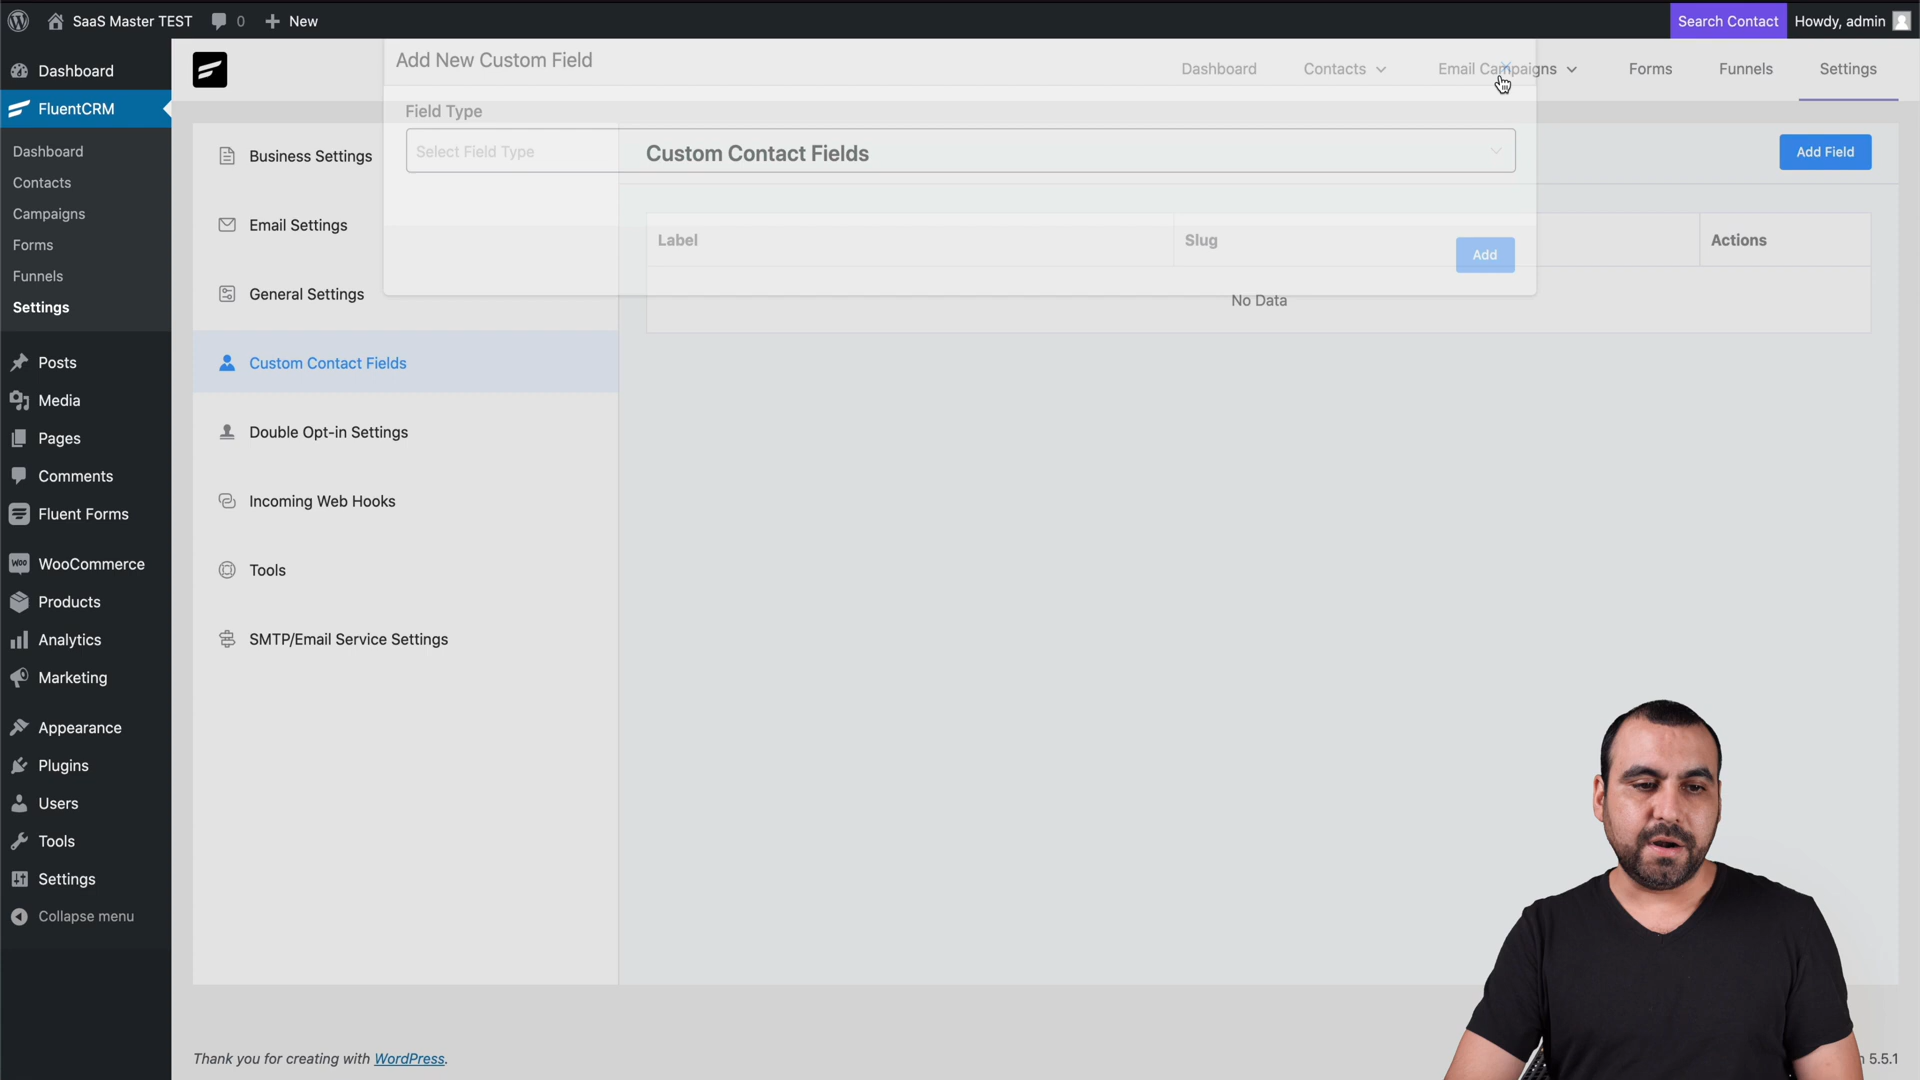 SaaS Master TEST
0
New
Search Contact
Howdy, admin
Dashboard
FluentCRM
Dashboard
Contacts
Campaigns
Forms
Funnels
Settings
Posts
Media
Pages
Comments
Fluent Forms
WooCommerce
Products
Analytics
Marketing
Appearance
Plugins
Users
Tools
Settings
Collapse menu
Add New Custom Field
Dashboard
Contacts
Email Campaigns
Forms
Funnels
Settings
Field Type
Select Field Type
Business Settings
Email Settings
General Settings
Custom Contact Fields
Double Opt-in Settings
Incoming Web Hooks
Tools
SMTP/Email Service Settings
Custom Contact Fields
Add Field
Label
Slug
Actions
Add
No Data
Thank you for creating with WordPress.
5.5.1